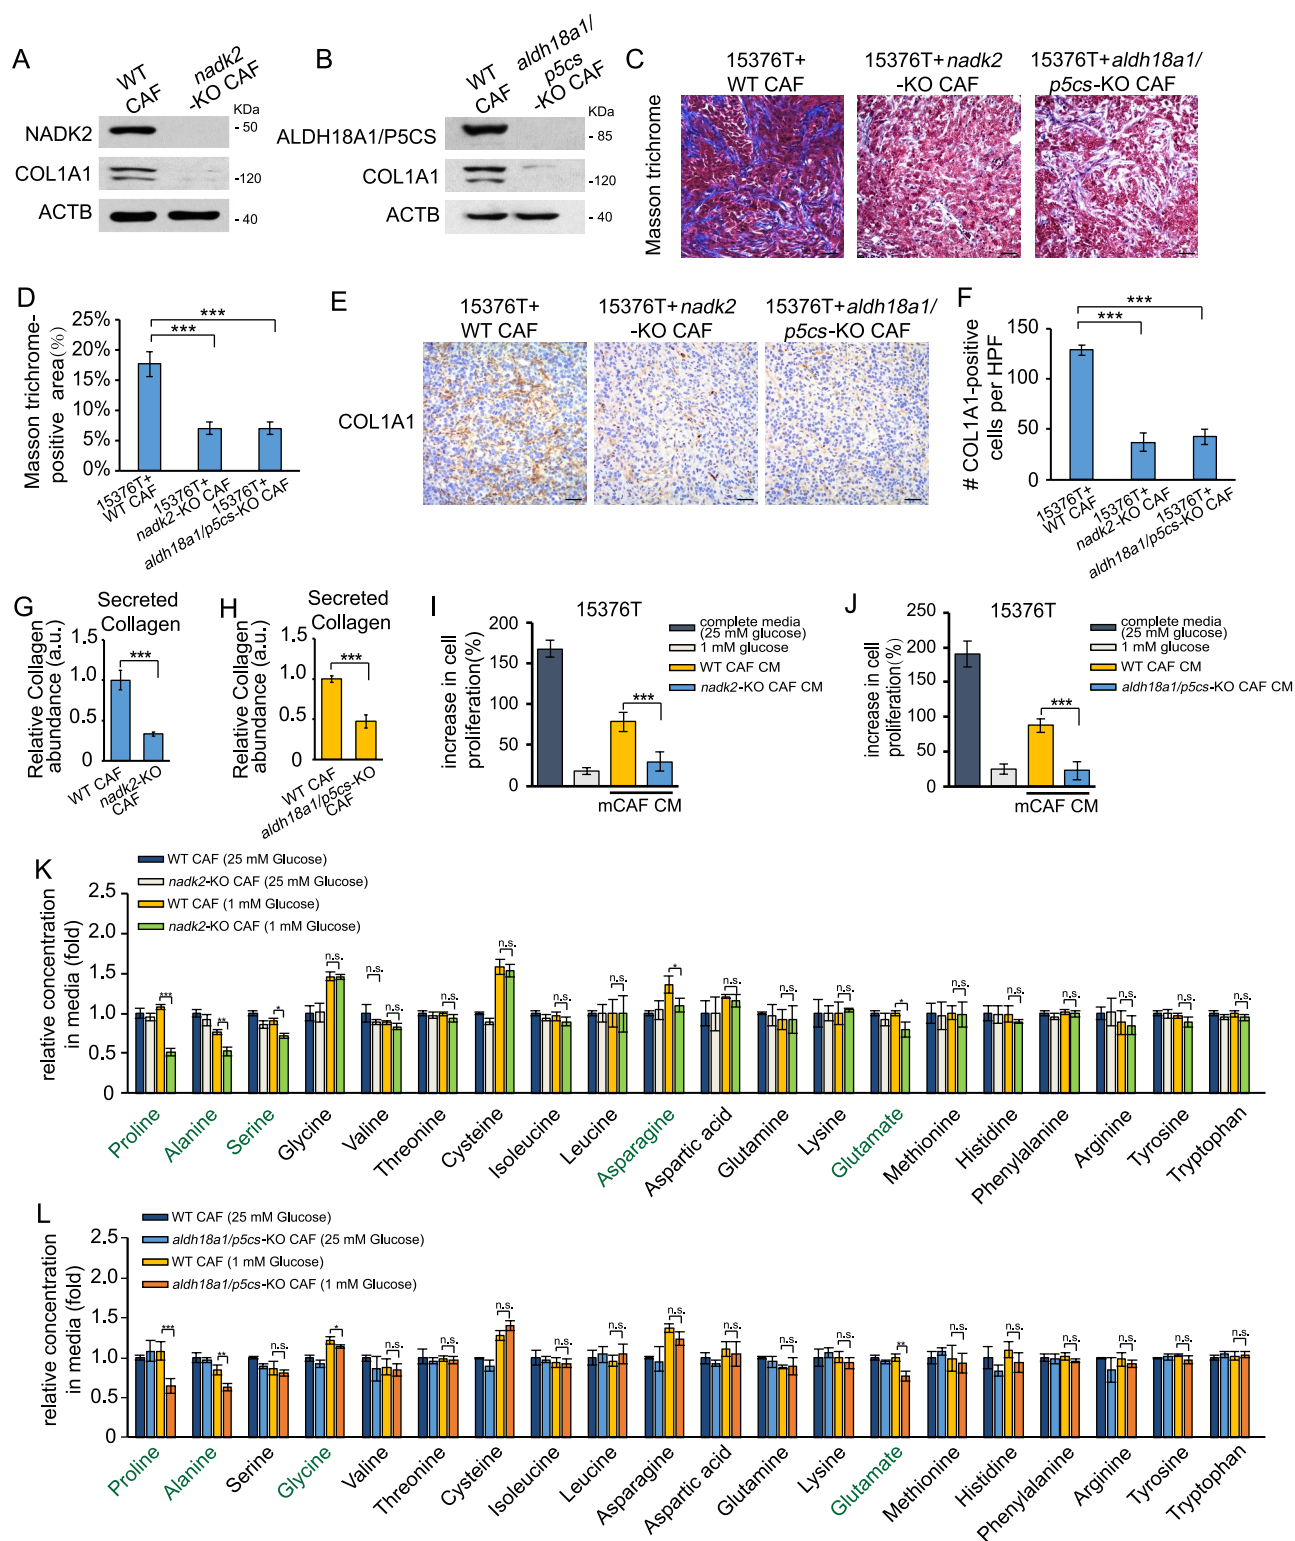 A
WT
CAF
nadk2
-KO CAF
KDa
NADK2
- 50
COL1A1
-120
ACTB
- 40
B
WT
CAF
aldh18a1/
p5cs
-KO CAF
KDa
ALDH18A1/P5CS
- 85
COL1A1
- 120
ACTB
- 40
C
15376T+
WT CAF
15376T+nadk2
-KO CAF
15376T+aldh18a1/
p5cs-KO CAF
Masson trichrome
D
Masson trichrome-
positive area(%)
25%
20%
15%
10%
5%
0%
***
***
15376T+
WT CAF
15376T+
nadk2-KO CAF
15376T+
aldh18a1/p5cs-KO CAF
E
15376T+
WT CAF
15376T+nadk2
-KO CAF
15376T+aldh18a1/
p5cs-KO CAF
COL1A1
F
# COL1A1-positive
cells per HPF
150
100
50
0
***
***
15376T+
WT CAF
15376T+
nadk2-KO CAF
15376T+
aldh18a1/p5cs-KO CAF
G
Secreted
Collagen
Relative Collagen
abundance (a.u.)
1.5
1.0
0.5
0
***
WT CAF
nadk2-KO
CAF
H
Secreted
Collagen
Relative Collagen
abundance (a.u.)
1.5
1.0
0.5
0
***
WT CAF
aldh18a1/p5cs-KO
CAF
I
15376T
increase in cell
proliferation(%)
200
150
100
50
0
***
mCAF CM
complete media
(25 mM glucose)
1 mM glucose
WT CAF CM
nadk2-KO CAF CM
J
15376T
increase in cell
proliferation(%)
250
200
150
100
50
0
***
mCAF CM
complete media
(25 mM glucose)
1 mM glucose
WT CAF CM
aldh18a1/p5cs-KO CAF CM
K
WT CAF (25 mM Glucose)
nadk2-KO CAF (25 mM Glucose)
WT CAF (1 mM Glucose)
nadk2-KO CAF (1 mM Glucose)
relative concentration
in media (fold)
2.5
2.0
1.5
1.0
0.5
0
***
**
*
n.s.
n.s.
n.s.
n.s.
n.s.
n.s.
n.s.
*
n.s.
n.s.
n.s.
*
n.s.
n.s.
n.s.
n.s.
n.s.
n.s.
Proline
Alanine
Serine
Glycine
Valine
Threonine
Cysteine
Isoleucine
Leucine
Asparagine
Aspartic acid
Glutamine
Lysine
Glutamate
Methionine
Histidine
Phenylalanine
Arginine
Tyrosine
Tryptophan
L
WT CAF (25 mM Glucose)
aldh18a1/p5cs-KO CAF (25 mM Glucose)
WT CAF (1 mM Glucose)
aldh18a1/p5cs-KO CAF (1 mM Glucose)
relative concentration
in media (fold)
2.5
2.0
1.5
1.0
0.5
0
***
**
n.s.
*
n.s.
n.s.
n.s.
n.s.
n.s.
n.s.
n.s.
n.s.
n.s.
**
n.s.
n.s.
n.s.
n.s.
n.s.
n.s.
Proline
Alanine
Serine
Glycine
Valine
Threonine
Cysteine
Isoleucine
Leucine
Asparagine
Aspartic acid
Glutamine
Lysine
Glutamate
Methionine
Histidine
Phenylalanine
Arginine
Tyrosine
Tryptophan